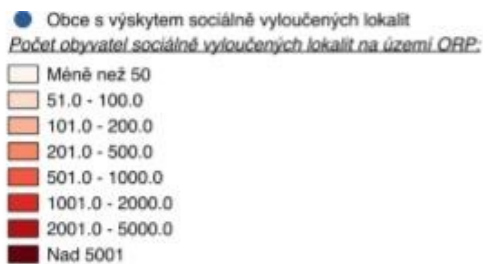 Obce s výskytem sociálně vyloučených lokalit
Počet obyvatel sociálně vyloučených lokalit na území ORP:
Méně než 50
51.0 - 100.0
101.0 - 200.0
201.0 - 500.0
501.0 - 1000.0
1001.0 - 2000.0
2001.0 - 5000.0
Nad 5001